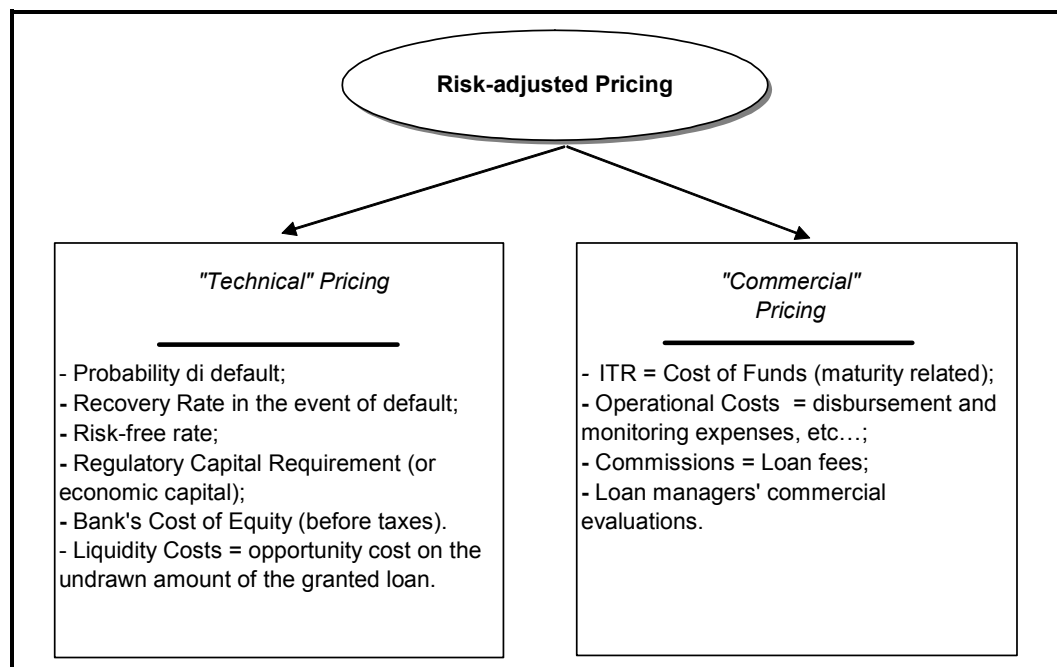 Risk-adjusted Pricing
"Technical" Pricing
- Probability di default;
- Recovery Rate in the event of default;
- Risk-free rate;
- Regulatory Capital Requirement (or
economic capital);
- Bank's Cost of Equity (before taxes).
- Liquidity Costs = opportunity cost on the
undrawn amount of the granted loan.
"Commercial"
Pricing
- ITR = Cost of Funds (maturity related);
- Operational Costs = disbursement and
monitoring expenses, etc…;
- Commissions = Loan fees;
- Loan managers' commercial
evaluations.